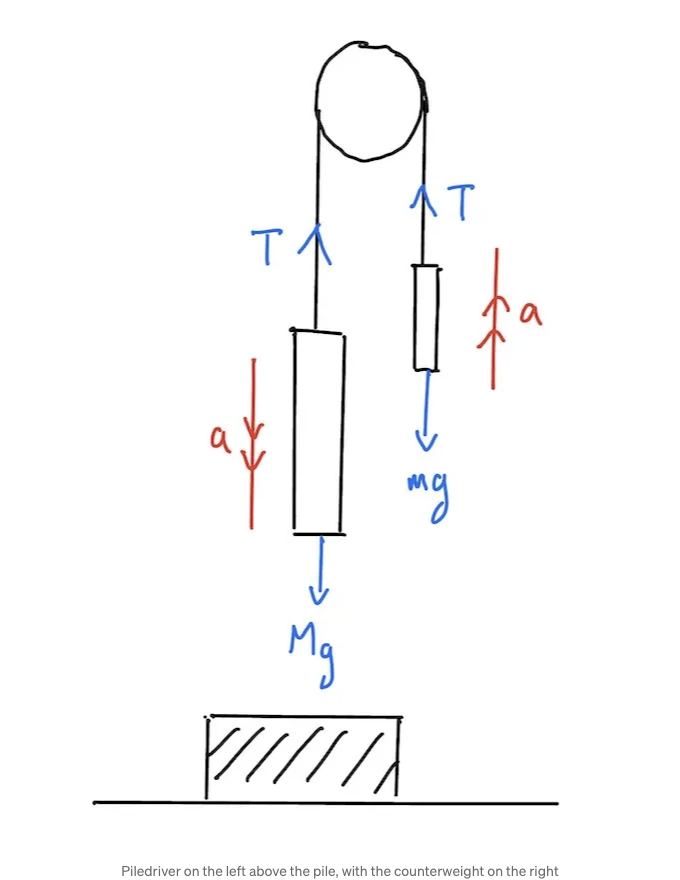 T
T
a
a
mg
Mg
Piledriver on the left above the pile, with the counterweight on the right